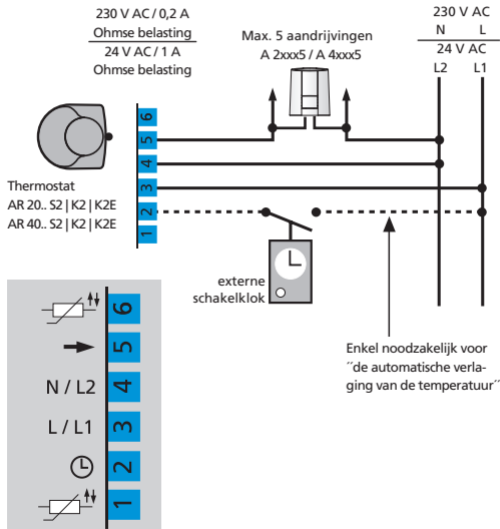 230 V AC / 0,2 A
Ohmse belasting
24 V AC / 1 A
Ohmse belasting
Max. 5 aandrijvingen
A 2xxx5 / A 4xxx5
230 V AC
N L
24 V AC
L2 L1
6
5
4
3
2
1
Thermostat
AR 20.. S2 | K2 | K2E
AR 40.. S2 | K2 | K2E
externe
schakelklok
Enkel noodzakelijk voor
´´de automatische verla-
ging van de temperatuur´´
6
5
N / L2 4
L / L1 3
2
1